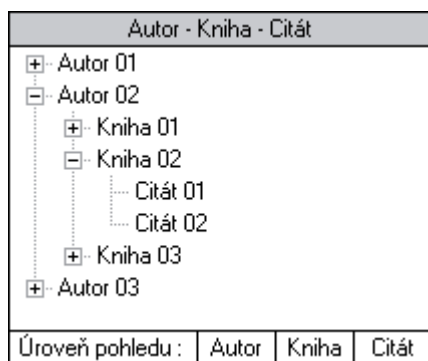 Autor - Kniha - Citát
Autor 01
Autor 02
Kniha 01
Kniha 02
Citát 01
Citát 02
Kniha 03
Autor 03
Úroveň pohledu : Autor Kniha Citát